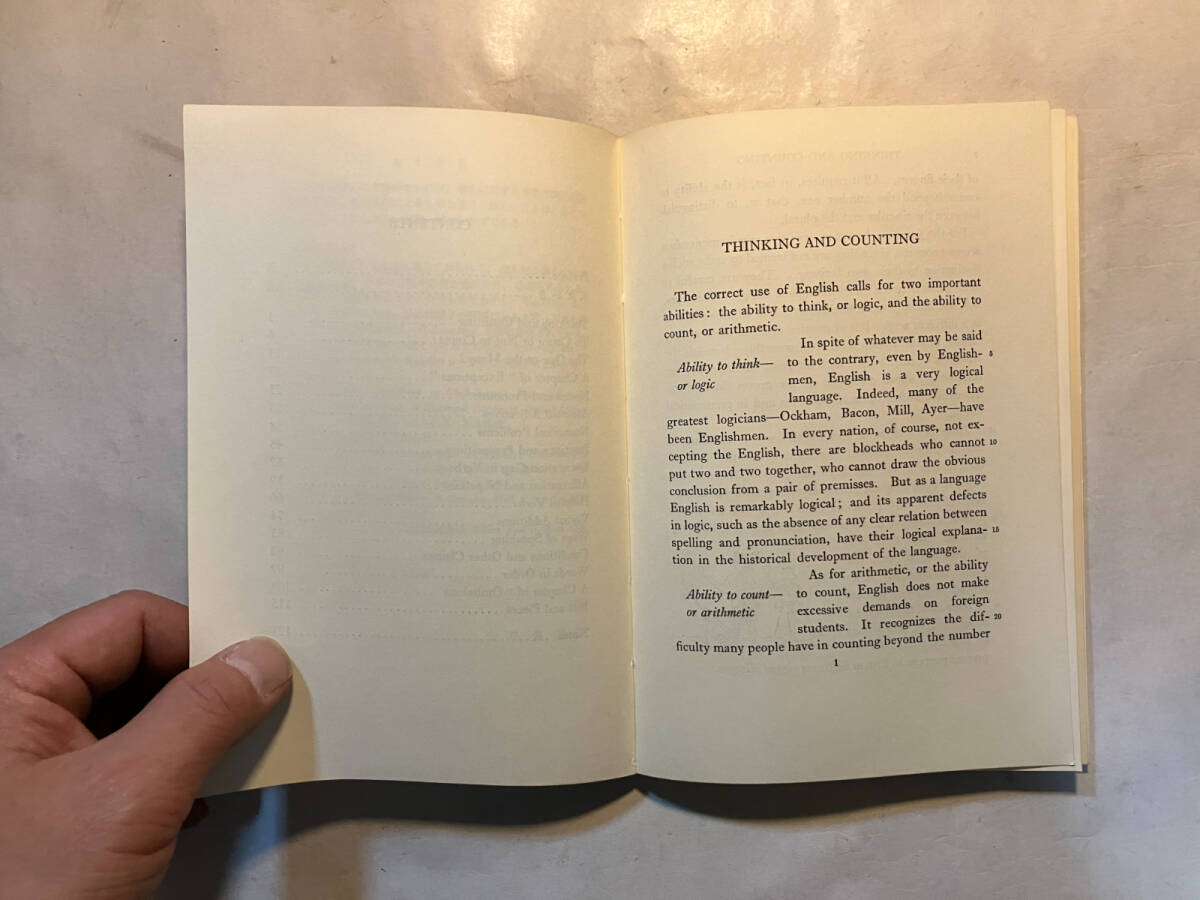 THINKING AND COUNTING
The correct use of English calls for two important
abilities: the ability to think, or logic, and the ability to
count, or arithmetic.
In spite of whatever may be said
Ability to think— to the contrary, even by English- 5
or logic men, English is a very logical
language. Indeed, many of the
greatest logicians—Ockham, Bacon, Mill, Ayer—have
been Englishmen. In every nation, of course, not ex-
cepting the English, there are blockheads who cannot 10
put two and two together, who cannot draw the obvious
conclusion from a pair of premisses. But as a language
English is remarkably logical; and its apparent defects
in logic, such as the absence of any clear relation between
spelling and pronunciation, have their logical explana- 15
tion in the historical development of the language.
As for arithmetic, or the ability
Ability to count— to count, English does not make
or arithmetic excessive demands on foreign
students. It recognizes the dif- 20
ficulty many people have in counting beyond the number
1